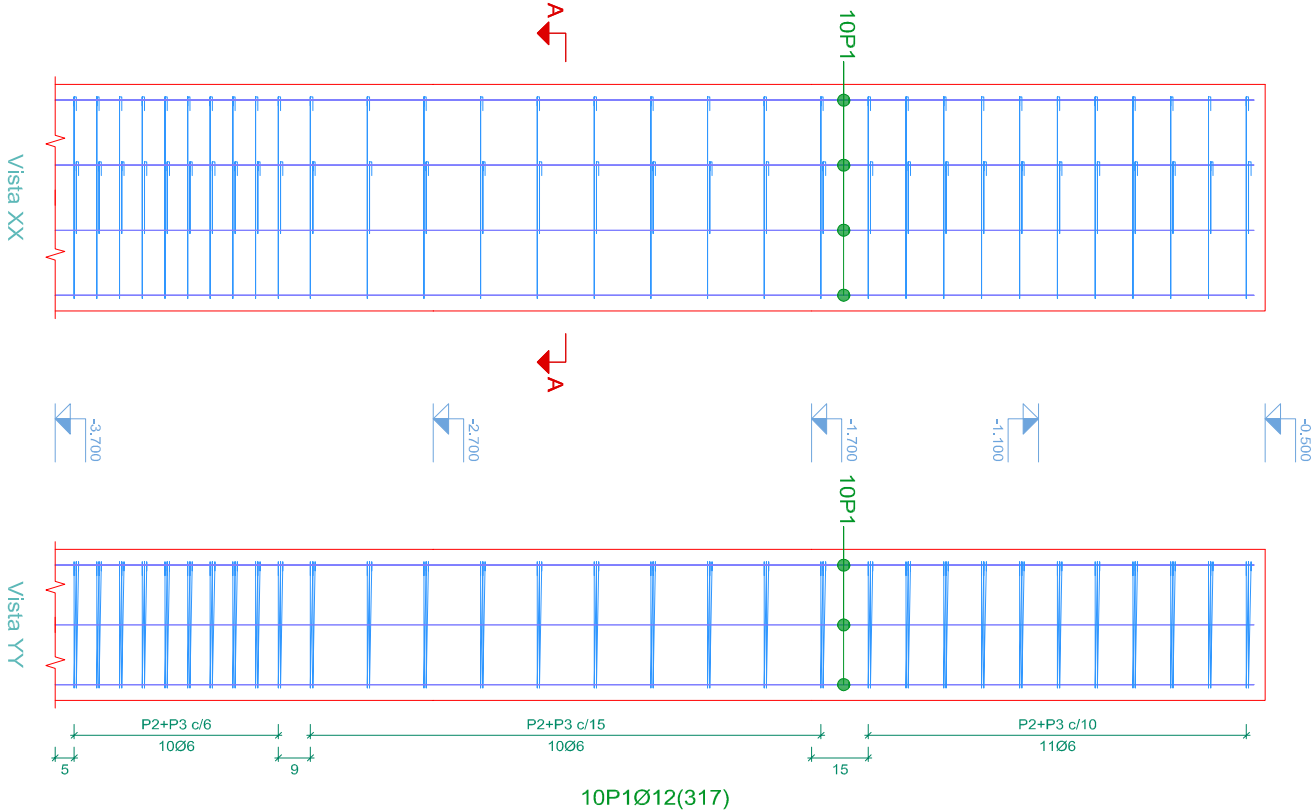 A
10P1
Vista XX
A
-3.700
-2.700
-1.700
-1.100
-0.500
10P1
Vista YY
P2+P3 c/6
10Ø6
P2+P3 c/15
10Ø6
P2+P3 c/10
11Ø6
5
9
15
10P1Ø12(317)